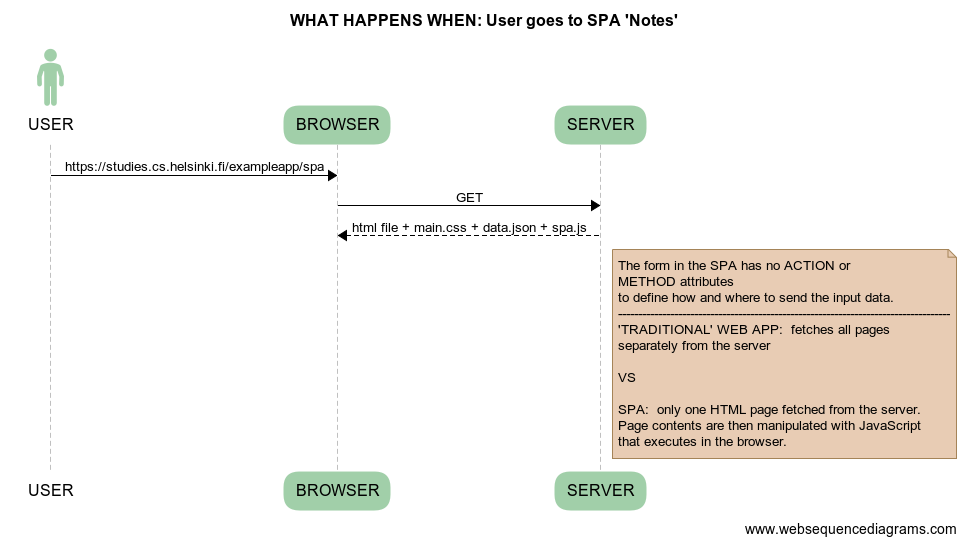 WHAT HAPPENS WHEN: User goes to SPA 'Notes'
USER
BROWSER
SERVER
https://studies.cs.helsinki.fi/exampleapp/spa
GET
html file + main.css + data.json + spa.js
The form in the SPA has no ACTION or
METHOD attributes
to define how and where to send the input data.
'TRADITIONAL' WEB APP:  fetches all pages
separately from the server
VS
SPA:  only one HTML page fetched from the server.
Page contents are then manipulated with JavaScript
that executes in the browser.
USER
BROWSER
SERVER
www.websequencediagrams.com